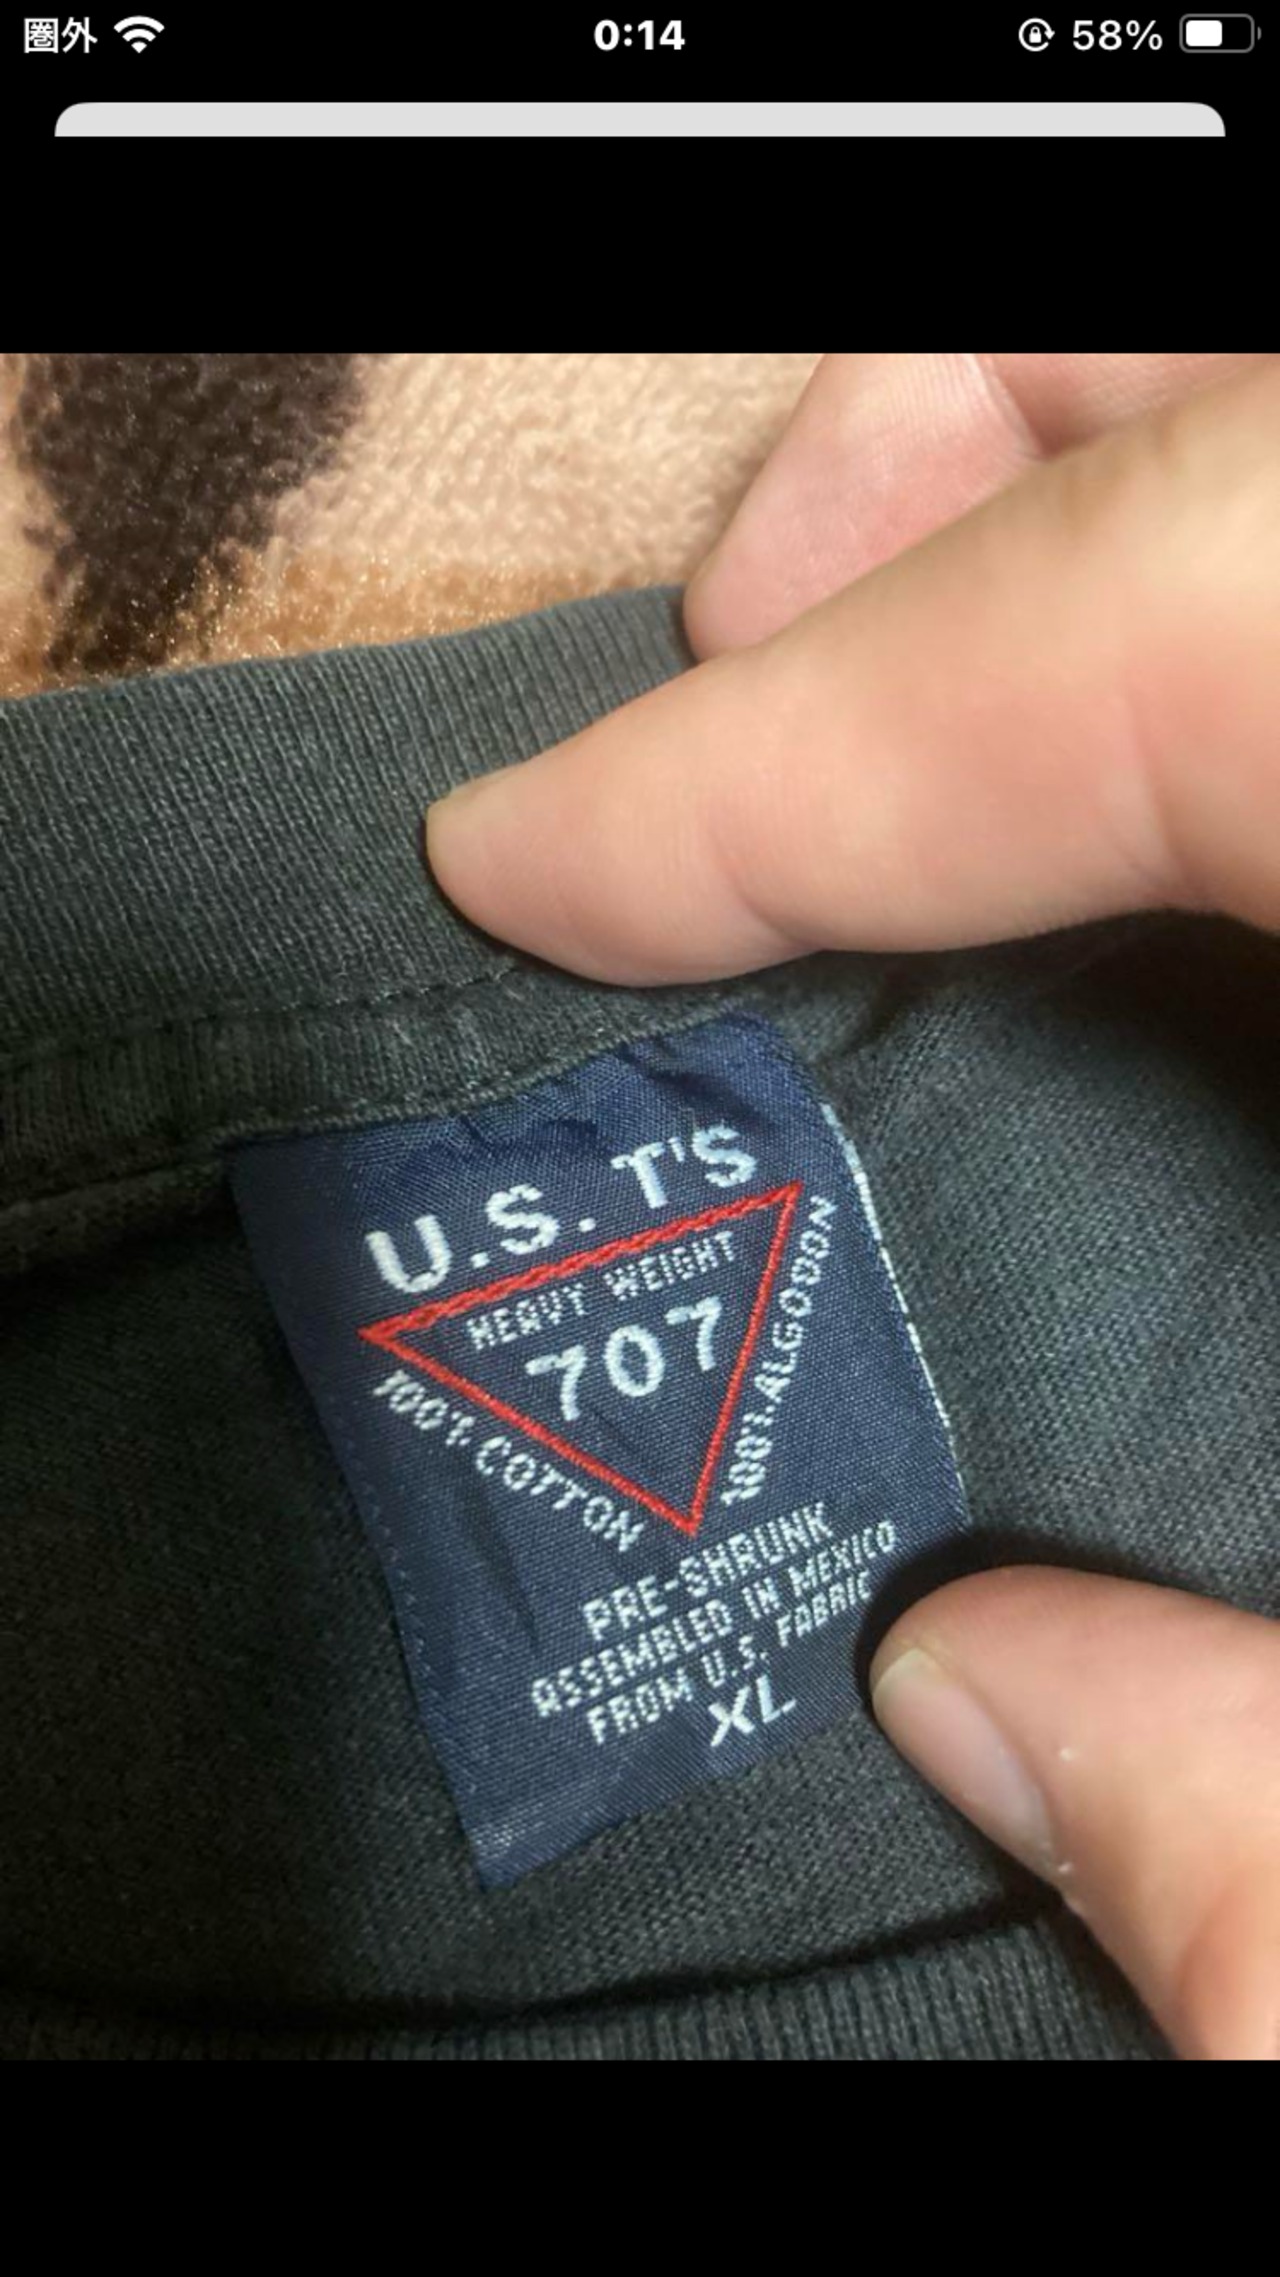 圏外 0:14 58%
U.S. T'S
HEAVY WEIGHT
707
100% COTTON
100% ALGODON
PRE-SHRUNK
ASSEMBLED IN MEXICO
FROM U.S. FABRIC
XL